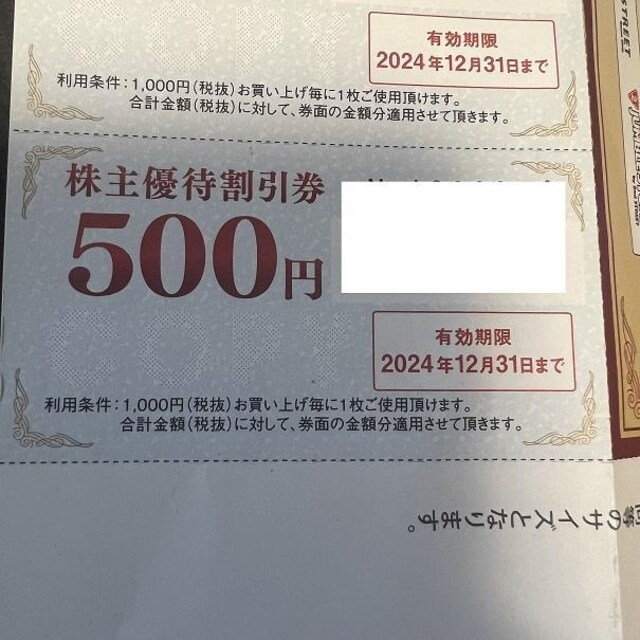 COPY
有効期限
2024年12月31日まで
利用条件：1,000円（税抜）お買い上げ毎に1枚ご使用頂けます。
合計金額（税抜）に対して、券面の金額分適用させて頂きます。
株主優待割引券
500円
COPY
有効期限
2024年12月31日まで
利用条件：1,000円（税抜）お買い上げ毎に1枚ご使用頂けます。
合計金額（税抜）に対して、券面の金額分適用させて頂きます。
STREET
のサイズとなります。